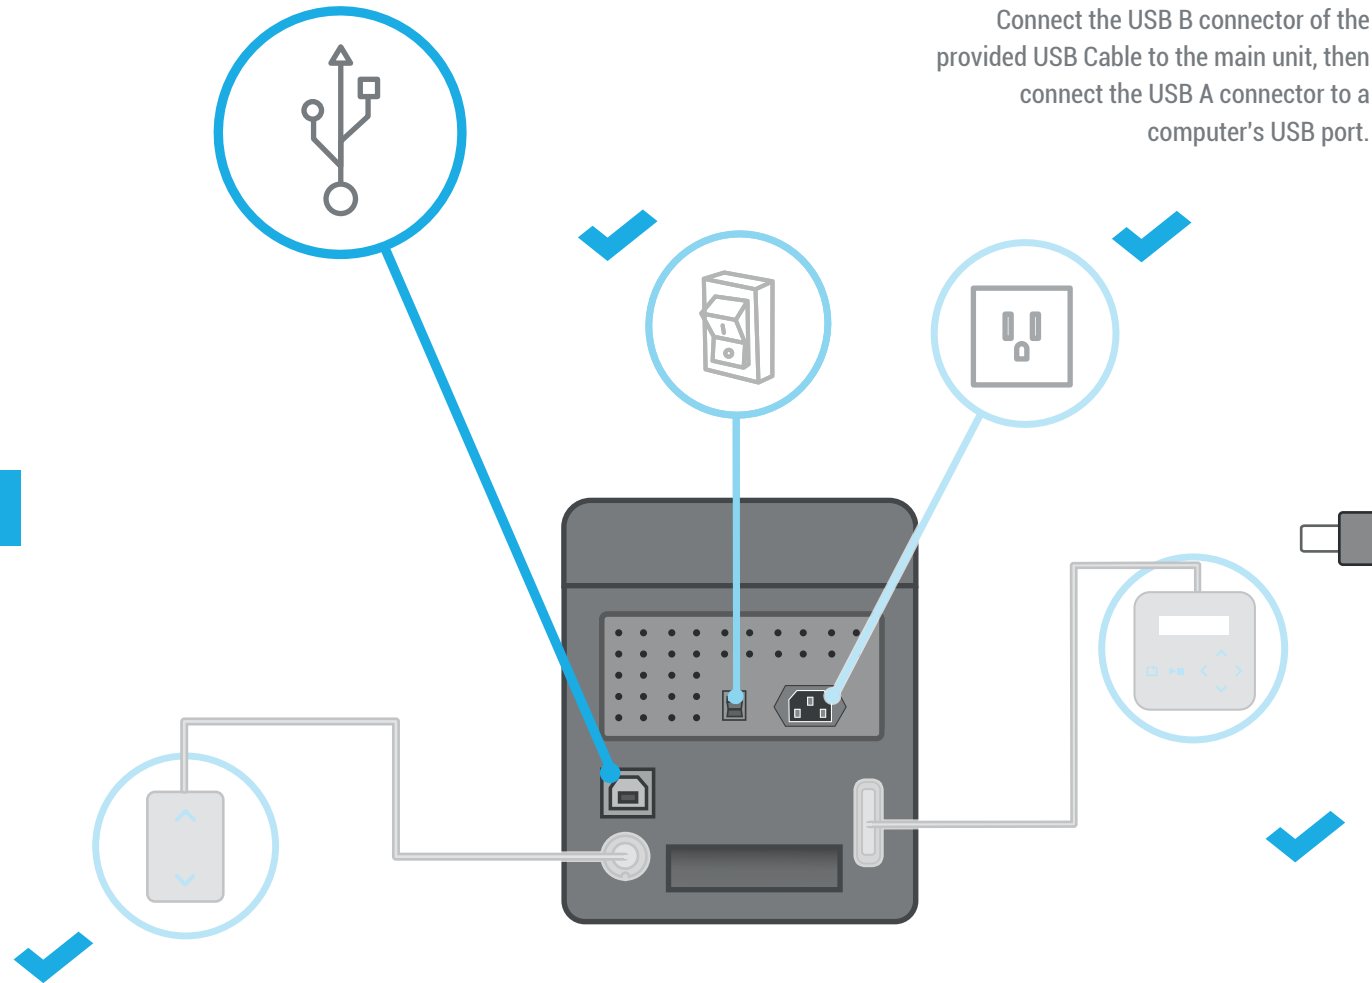 Connect the USB B connector of the
provided USB Cable to the main unit, then
connect the USB A connector to a
computer's USB port.